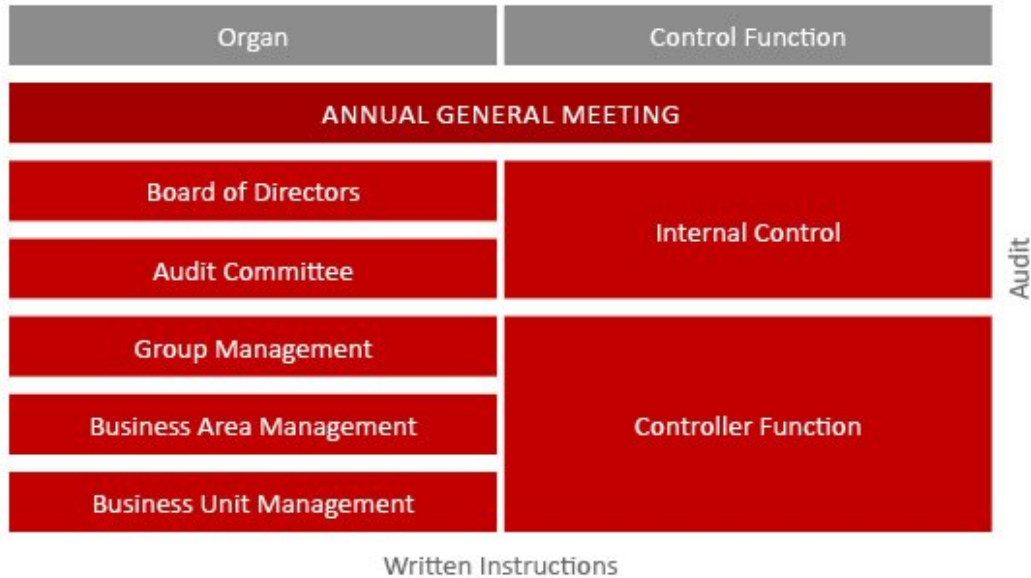 Organ
Control Function
ANNUAL GENERAL MEETING
Board of Directors
Audit Committee
Internal Control
Group Management
Business Area Management
Business Unit Management
Controller Function
Audit
Written Instructions